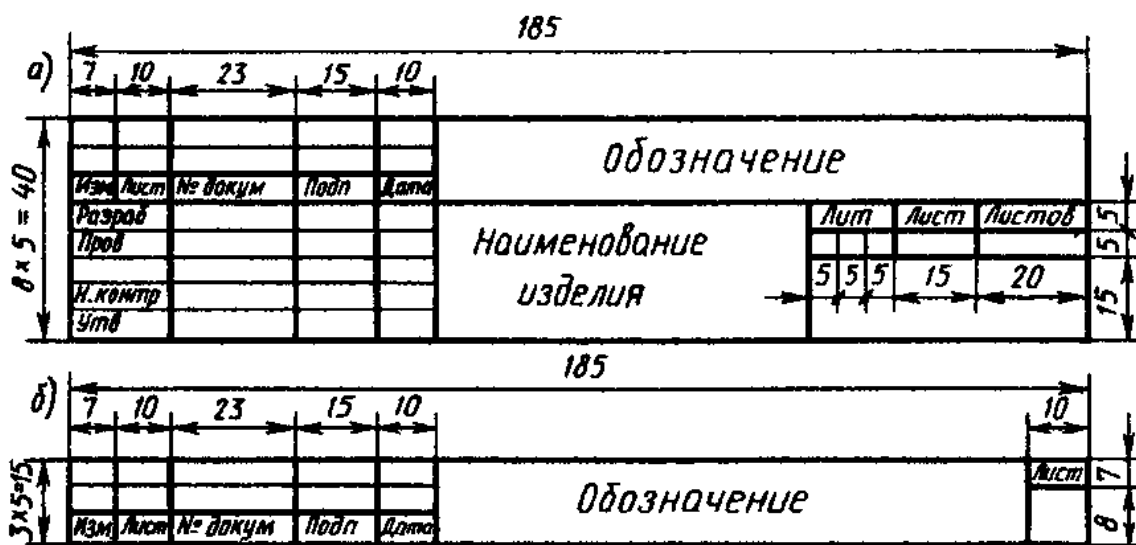 185
а) 7 10 23 15 10
Обозначение
Изм Лист № докум Подп Дата
Разраб
Лит Лист Листов 5
Пров
5
8 × 5 = 40
Наименование
изделия
5 5 5 15 20
15
Н.контр
Утв
185
б) 7 10 23 15 10 10
3×5=15
Лист 7
Обозначение
8
Изм Лист № докум Подп Дата